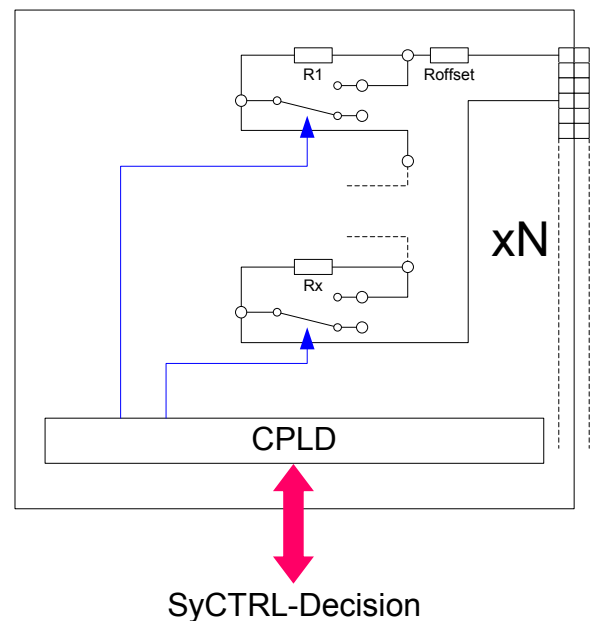 R1
Roffset
xN
Rx
CPLD
SyCTRL-Decision